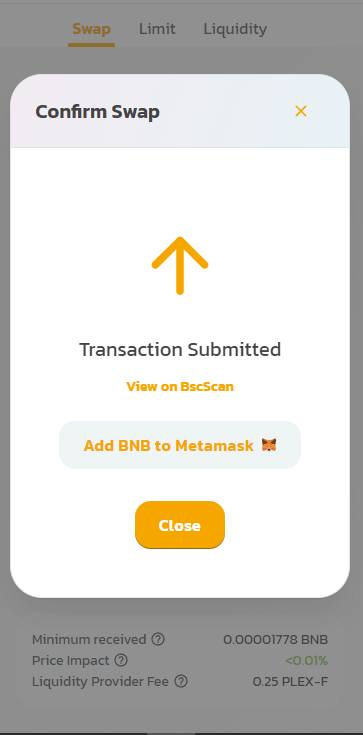 Swap Limit Liquidity
Confirm Swap
Transaction Submitted
View on BscScan
Add BNB to Metamask
Close
Minimum received 0.00001778 BNB
Price Impact <0.01%
Liquidity Provider Fee 0.25 PLEX-F